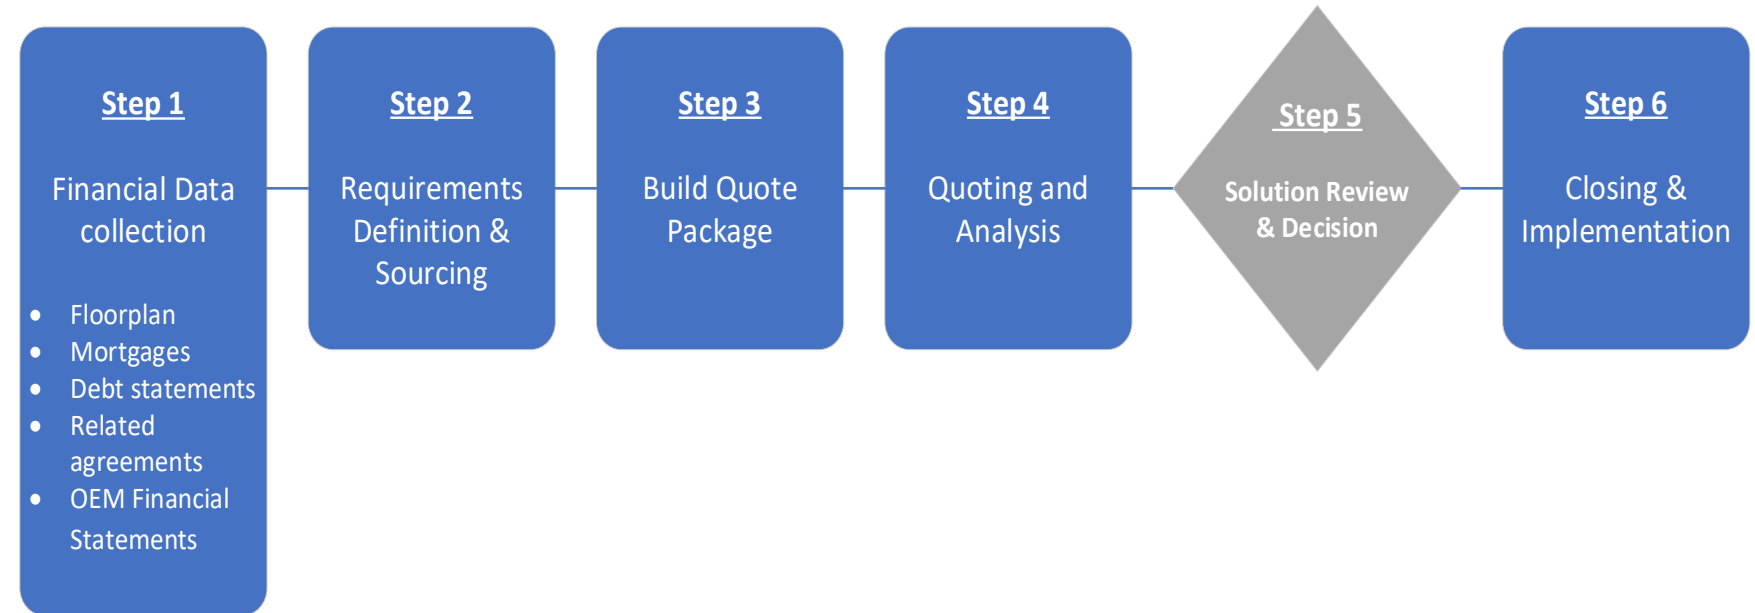 Step 1
Financial Data
collection
• Floorplan
• Mortgages
• Debt statements
• Related
agreements
• OEM Financial
Statements
Step 2
Requirements
Definition &
Sourcing
Step 3
Build Quote
Package
Step 4
Quoting and
Analysis
Step 5
Solution Review
& Decision
Step 6
Closing &
Implementation